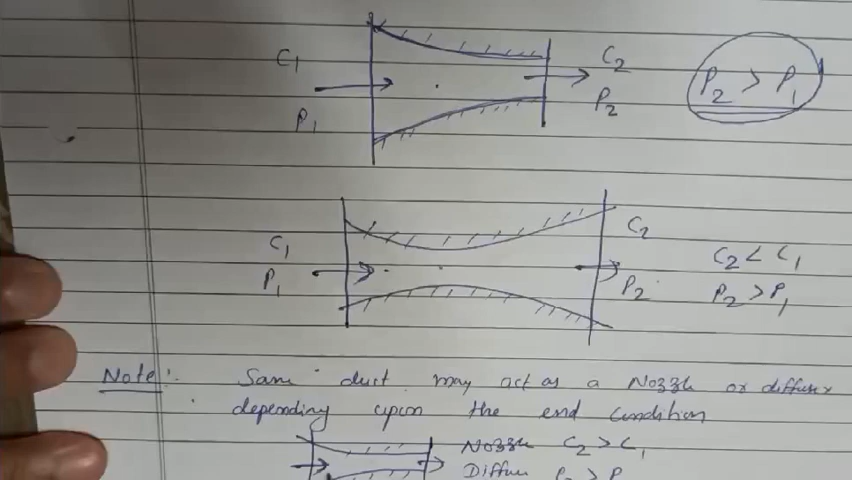 C1 C2
P1 P2 P2 > P1
C1 C2
P1 P2 C2 < C1
P2 > P1
Note:- Same duct may act as a Nozzle or diffuser
depending upon the end Condition
Nozzle C2 > C1
P2 > P